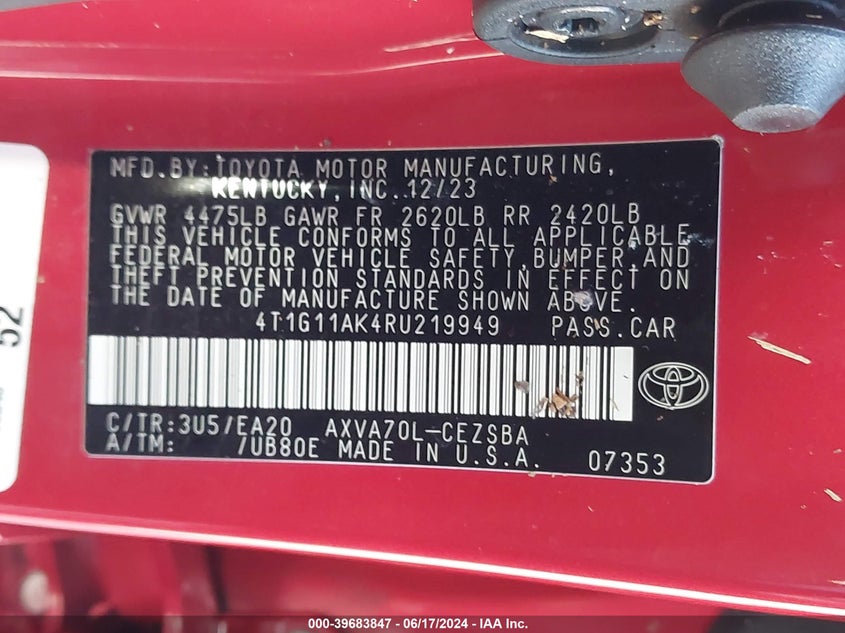 MFD.BY:TOYOTA MOTOR MANUFACTURING,
KENTUCKY,INC. 12/23
GVWR 4475LB GAWR FR 2620LB RR 2420LB
THIS VEHICLE CONFORMS TO ALL APPLICABLE
FEDERAL MOTOR VEHICLE SAFETY,BUMPER,AND
THEFT PREVENTION STANDARDS IN EFFECT ON
THE DATE OF MANUFACTURE SHOWN ABOVE.
4T1G11AK4RU219949 PASS.CAR
C/TR:3U5/EA20 AXVA70L-CEZSBA
A/TM: /UB80E MADE IN U.S.A. 07353
52
000-39683847 - 06/17/2024 - IAA Inc.